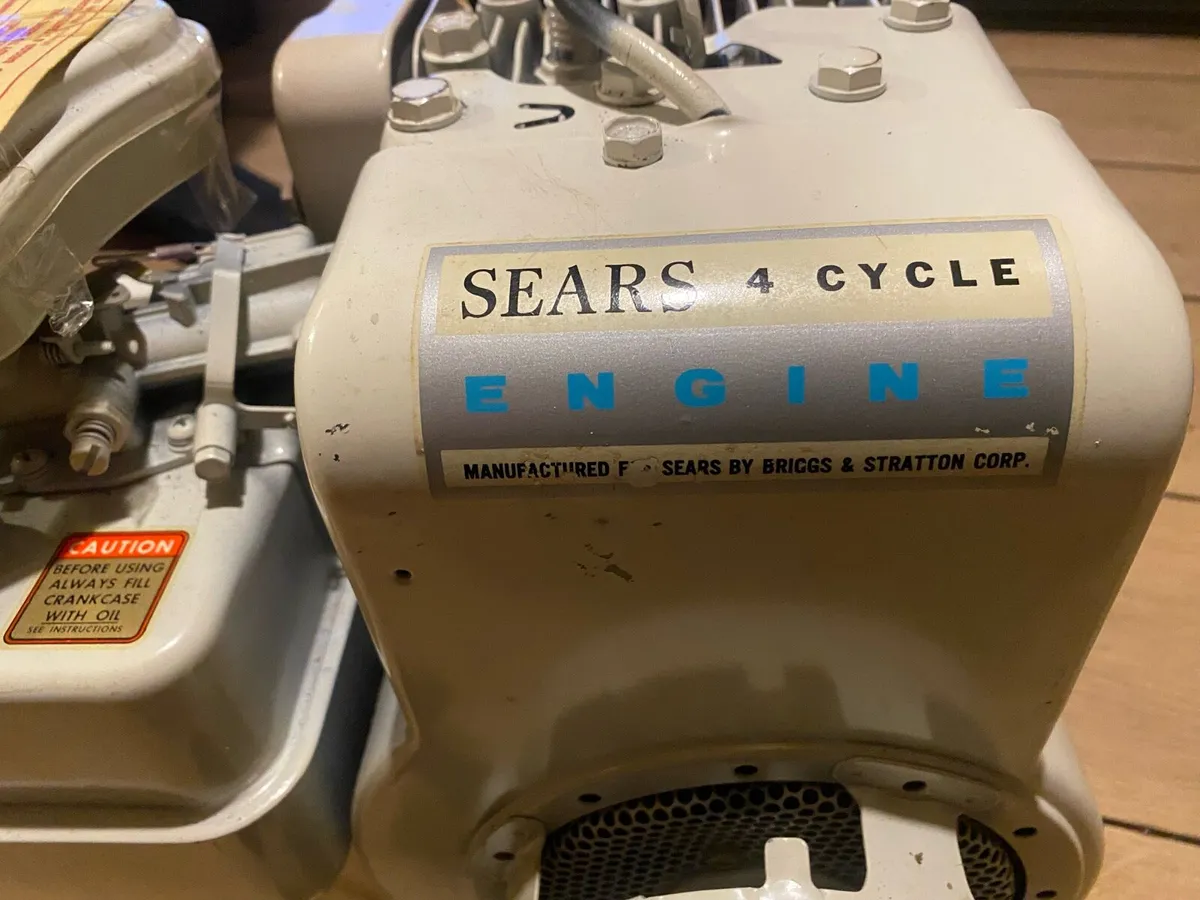 SEARS 4 CYCLE
ENGINE
MANUFACTURED SEARS BY BRIGGS & STRATTON CORP.
CAUTION
BEFORE USING
ALWAYS FILL
CRANKCASE
WITH OIL
SEE INSTRUCTIONS